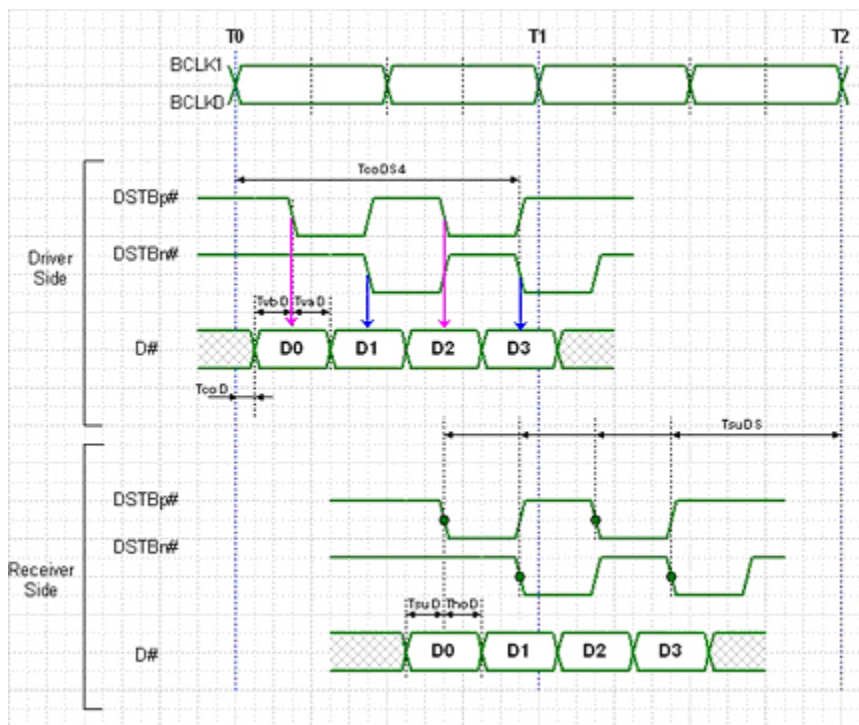 T0 T1 T2
BCLK1
BCLK0
TcoDS4
DSTBp#
DSTBn#
Driver
Side
TvbD TvaD
D# D0 D1 D2 D3
TcoD
TsuDS
DSTBp#
DSTBn#
Receiver
Side
TsuD ThoD
D# D0 D1 D2 D3